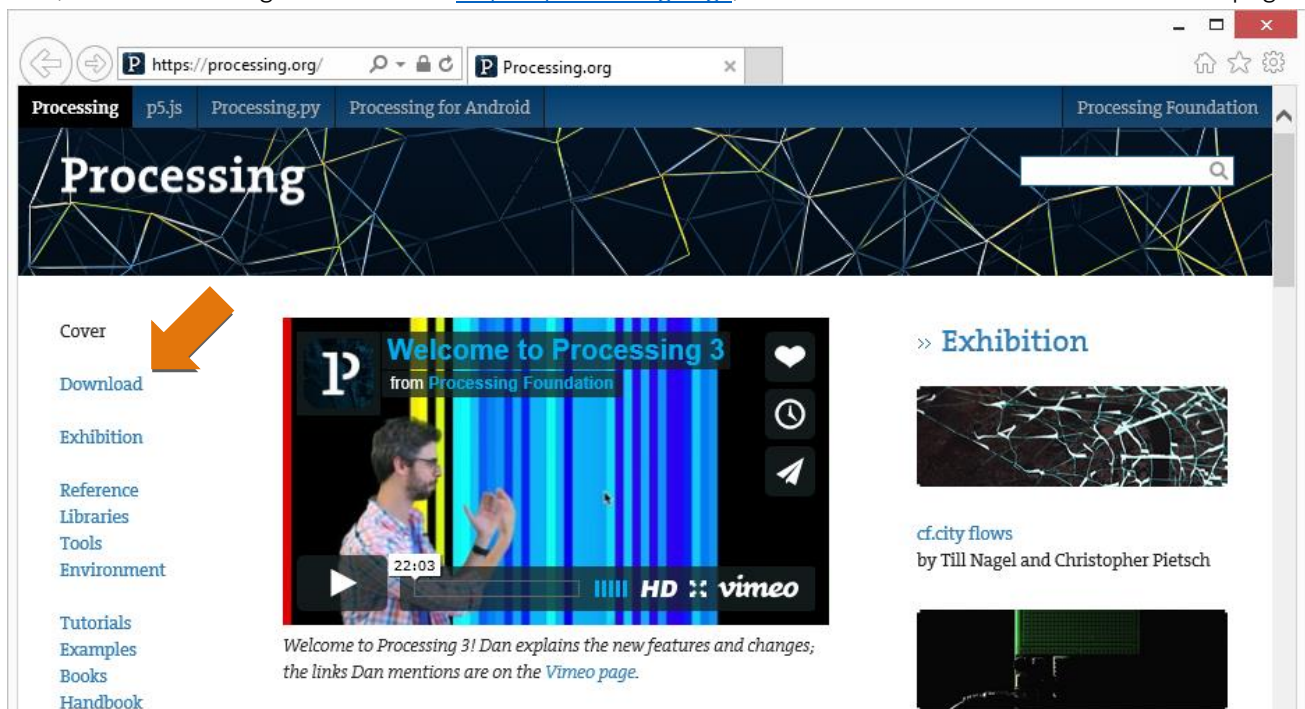 https://processing.org/
Processing.org
Processing p5.js Processing.py Processing for Android Processing Foundation
Processing
Cover
Download
Exhibition
Reference
Libraries
Tools
Environment
Tutorials
Examples
Books
Handbook
Welcome to Processing 3
from Processing Foundation
22:03
HD vimeo
Welcome to Processing 3! Dan explains the new features and changes;
the links Dan mentions are on the Vimeo page.
» Exhibition
cf.city flows
by Till Nagel and Christopher Pietsch